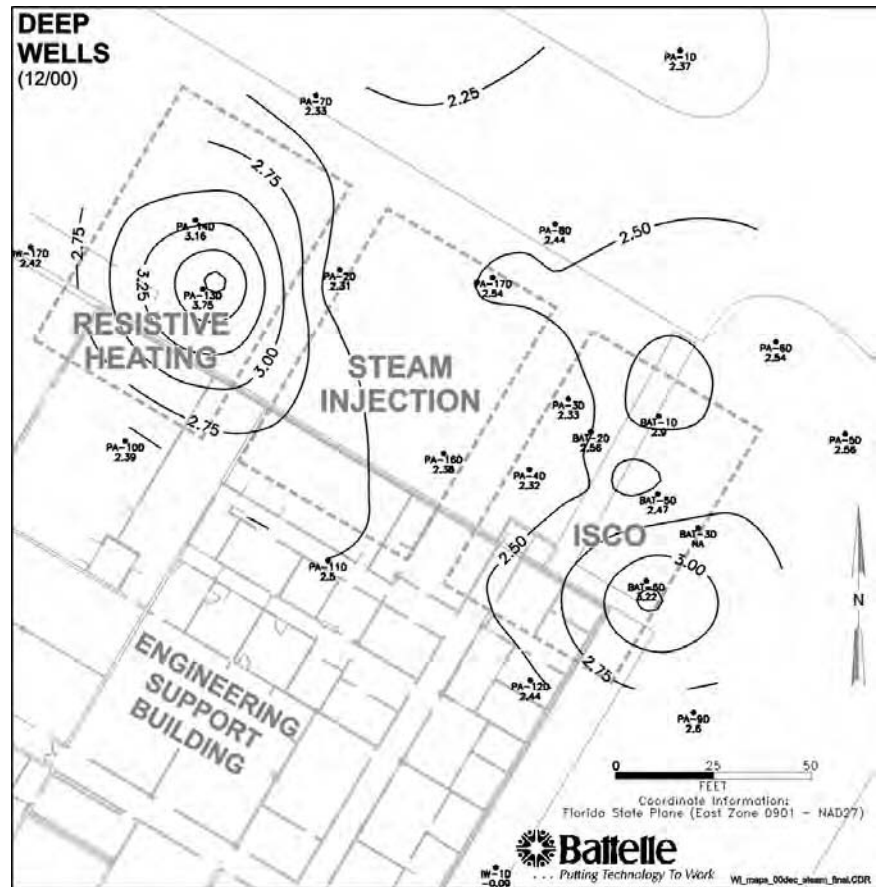 DEEP
WELLS
(12/00)
PA-1D
2.37
PA-7D
2.33
2.25
2.75
PA-14D
3.16
PA-8D
2.44
2.50
IW-17D
2.42
2.75
3.25
PA-13D
3.75
PA-2D
2.31
PA-17D
2.54
RESISTIVE
HEATING
3.00
STEAM
INJECTION
PA-6D
2.54
PA-3D
2.33
BAT-1D
2.9
2.75
PA-10D
2.39
BAT-2D
2.56
PA-5D
2.56
PA-16D
2.38
PA-4D
2.32
BAT-5D
2.47
2.50
ISCO
BAT-3D
NA
PA-11D
2.5
3.00
BAT-6D
3.22
N
ENGINEERING
SUPPORT
BUILDING
2.75
PA-12D
2.44
PA-9D
2.5
0 25 50
FEET
Coordinate Information:
Florida State Plane (East Zone 0901 - NAD27)
Battelle
. . . Putting Technology To Work
IW-1D
-0.09
WI_maps_00dec_steam_final.CDR